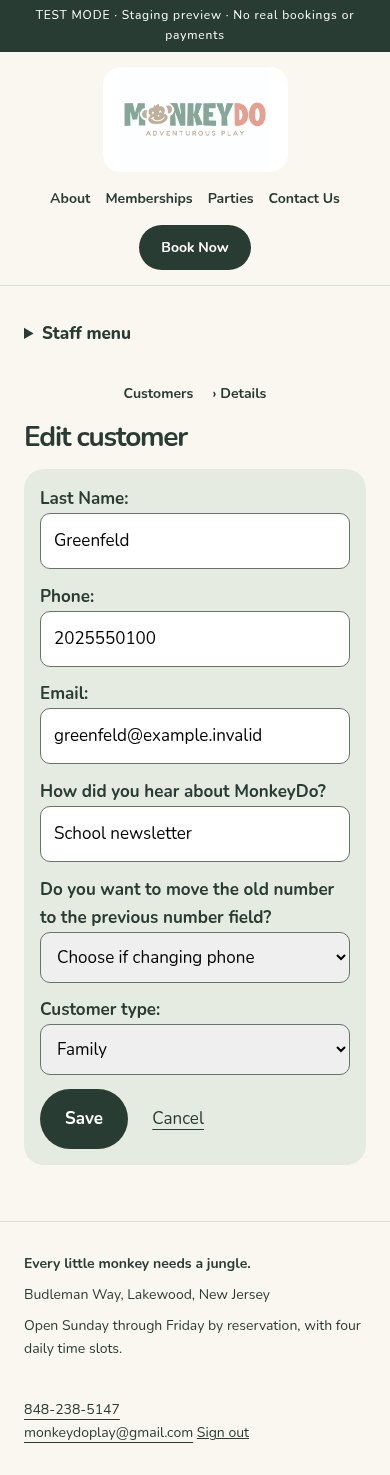 TEST MODE · Staging preview · No real bookings or
payments
MONKEYDO
ADVENTUROUS PLAY
About Memberships Parties Contact Us
Book Now
Staff menu
Customers › Details
Edit customer
Last Name:
Greenfeld
Phone:
2025550100
Email:
greenfeld@example.invalid
How did you hear about MonkeyDo?
School newsletter
Do you want to move the old number
to the previous number field?
Choose if changing phone
Customer type:
Family
Save Cancel
Every little monkey needs a jungle.
Budleman Way, Lakewood, New Jersey
Open Sunday through Friday by reservation, with four
daily time slots.
848-238-5147
monkeydoplay@gmail.com Sign out